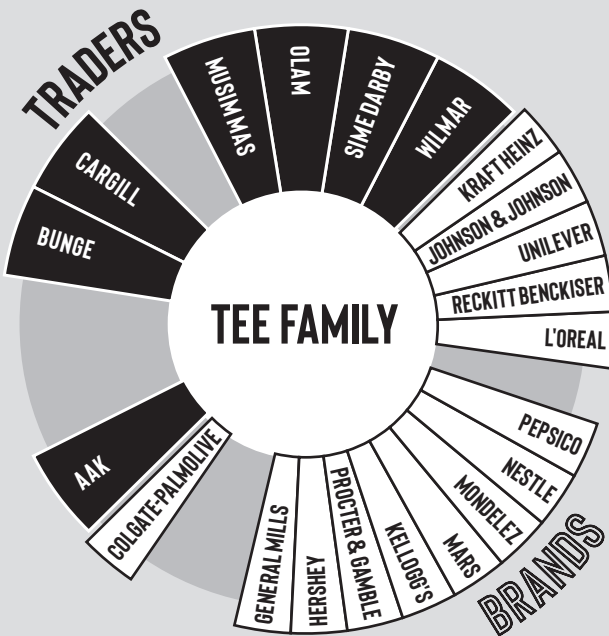 TRADERS
MUSIM MAS
OLAM
SIME DARBY
WILMAR
CARGILL
BUNGE
AAK
TEE FAMILY
KRAFT HEINZ
JOHNSON & JOHNSON
UNILEVER
RECKITT BENCKISER
L'OREAL
PEPSICO
NESTLE
MONDELEZ
MARS
KELLOGG'S
PROCTER & GAMBLE
HERSHEY
GENERAL MILLS
COLGATE-PALMOLIVE
BRANDS